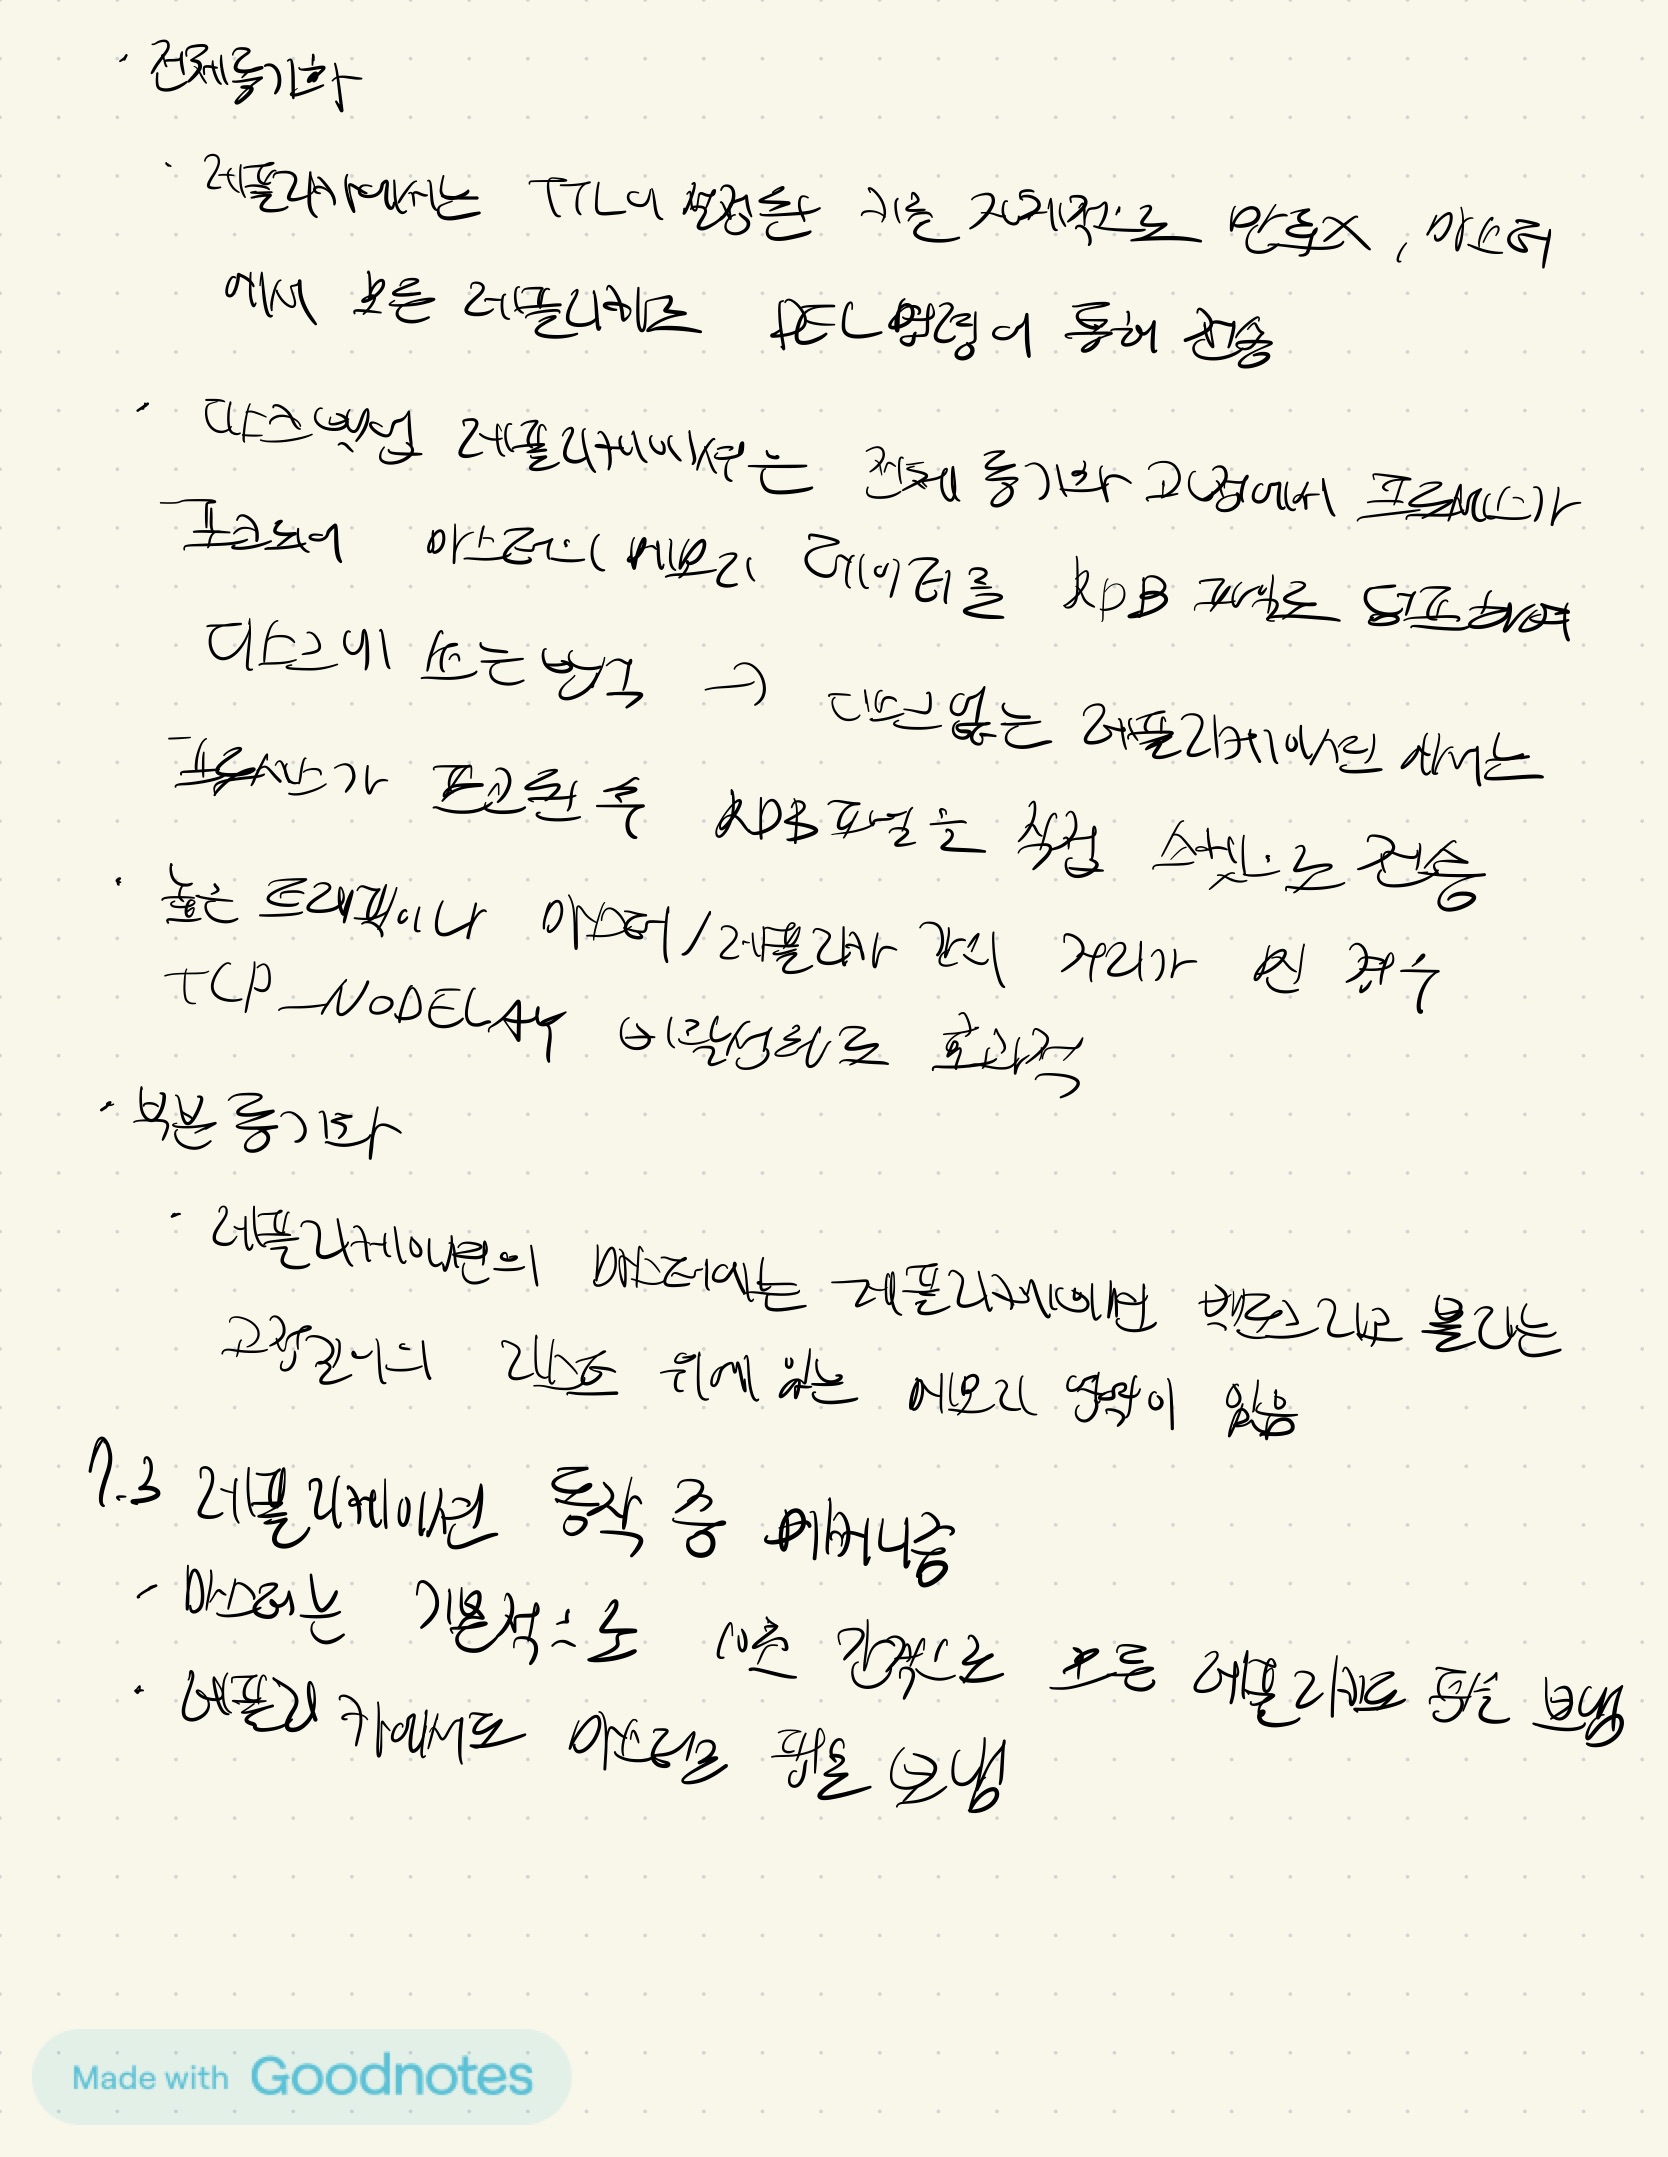 · 전체동기화
· 레플리카에서는 TTL이 설정된 키를 자체적으로 만료X, 마스터
에서 모든 레플리카로 DEL명령어 통해 전송
· 디스크백업 레플리케이션은 전체 동기화 과정에서 프로세스가
포크되어 마스터의 메모리 데이터를 RDB 파일로 덤프하여
디스크에 쓰는 방식 → 디스크없는 레플리케이션에서는
프로세스가 포크된 후 RDB파일을 직접 소켓으로 전송
· 높은 트래픽이나 마스터/레플리카 간의 거리가 먼 경우
TCP_NODELAY 비활성화로 효과적
· 부분 동기화
· 레플리케이션의 마스터에는 레플리케이션 백로그라고 불리는
고정길이의 리스트 위에 있는 메모리 영역이 있음
7.3 레플리케이션 동작 중 메커니즘
- 마스터는 기본적으로 10초 간격으로 모든 레플리카로 핑을 보냄
· 레플리카에서도 마스터로 핑을 보냄
Made with Goodnotes